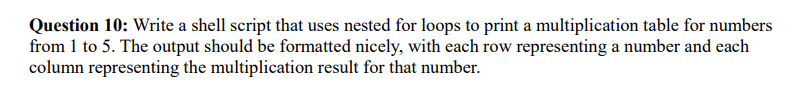 Question 10: Write a shell script that uses nested for loops to print a multiplication table for numbers
from 1 to 5. The output should be formatted nicely, with each row representing a number and each
column representing the multiplication result for that number.